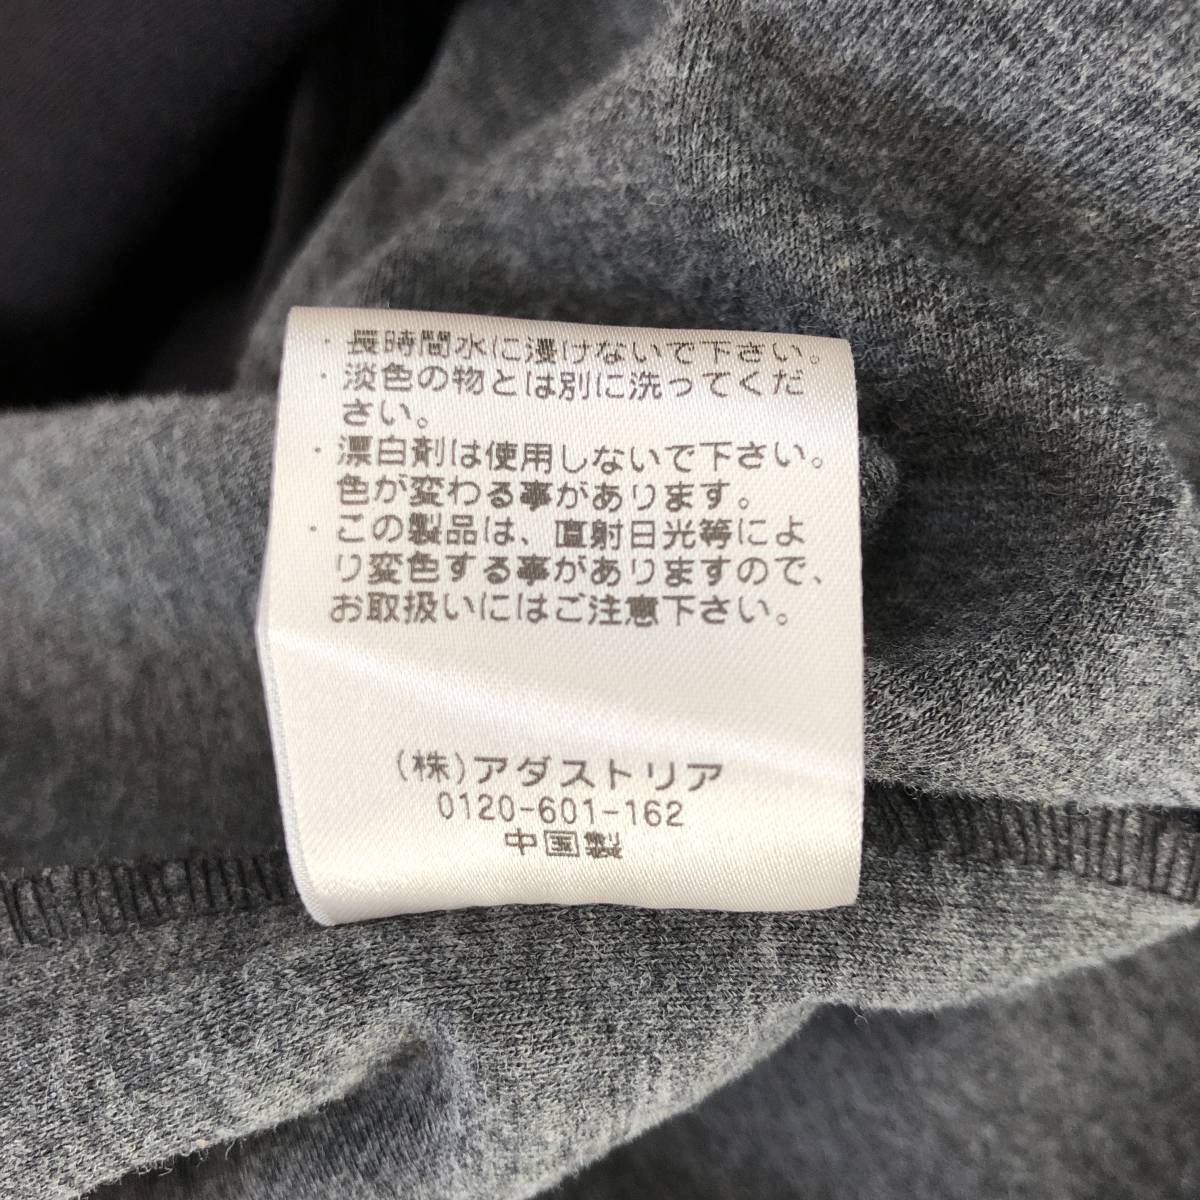 ・長時間水に浸けないで下さい。
・淡色の物とは別に洗ってくだ
さい。
・漂白剤は使用しないで下さい。
色が変わる事があります。
・この製品は、直射日光等によ
り変色する事がありますので、
お取扱いにはご注意下さい。
(株)アダストリア
0120-601-162
中国製